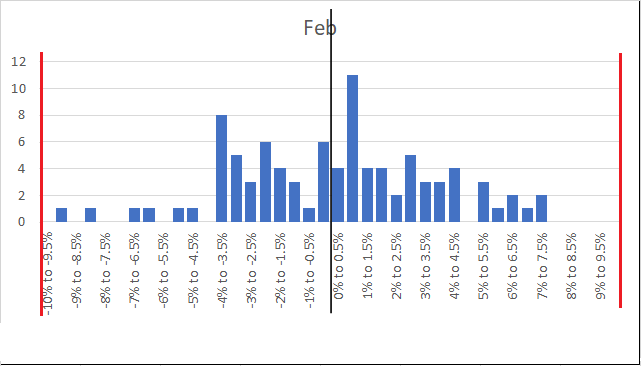 Feb
12
10
8
6
4
2
0
-10% to -9.5%
-9% to -8.5%
-8% to -7.5%
-7% to -6.5%
-6% to -5.5%
-5% to -4.5%
-4% to -3.5%
-3% to -2.5%
-2% to -1.5%
-1% to -0.5%
0% to 0.5%
1% to 1.5%
2% to 2.5%
3% to 3.5%
4% to 4.5%
5% to 5.5%
6% to 6.5%
7% to 7.5%
8% to 8.5%
9% to 9.5%